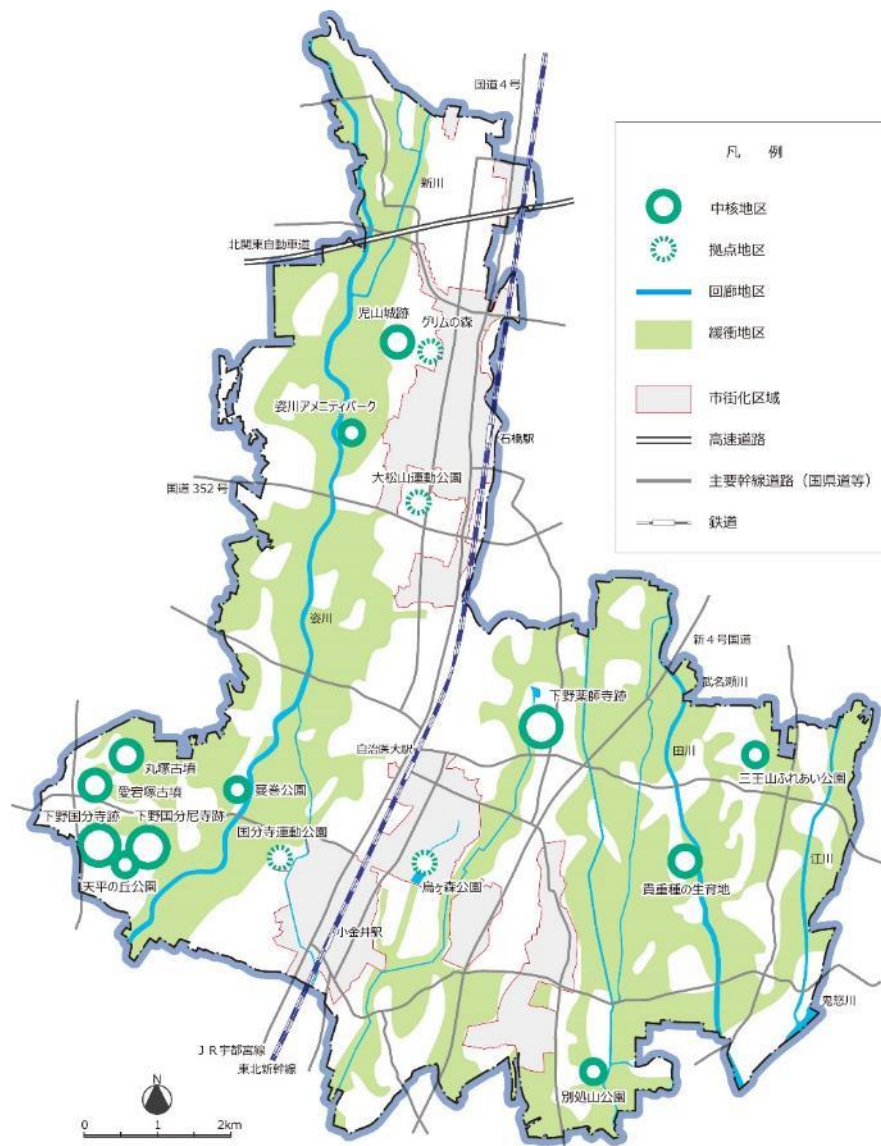 国道4号
凡 例
中核地区
拠点地区
回廊地区
緩衝地区
市街化区域
高速道路
主要幹線道路（国県道等）
鉄道
新川
北関東自動車道
児山城跡
グリムの森
姿川アメニティパーク
石橋駅
大松山運動公園
国道352号
姿川
新4号国道
武名瀬川
下野薬師寺跡
田川
自治医大駅
三王山ふれあい公園
丸塚古墳
愛宕塚古墳
蔓巻公園
下野国分寺跡
下野国分尼寺跡
国分寺運動公園
江川
天平の丘公園
烏ヶ森公園
貴重種の生育地
小金井駅
鬼怒川
JR宇都宮線
東北新幹線
別処山公園
N
0 1 2km